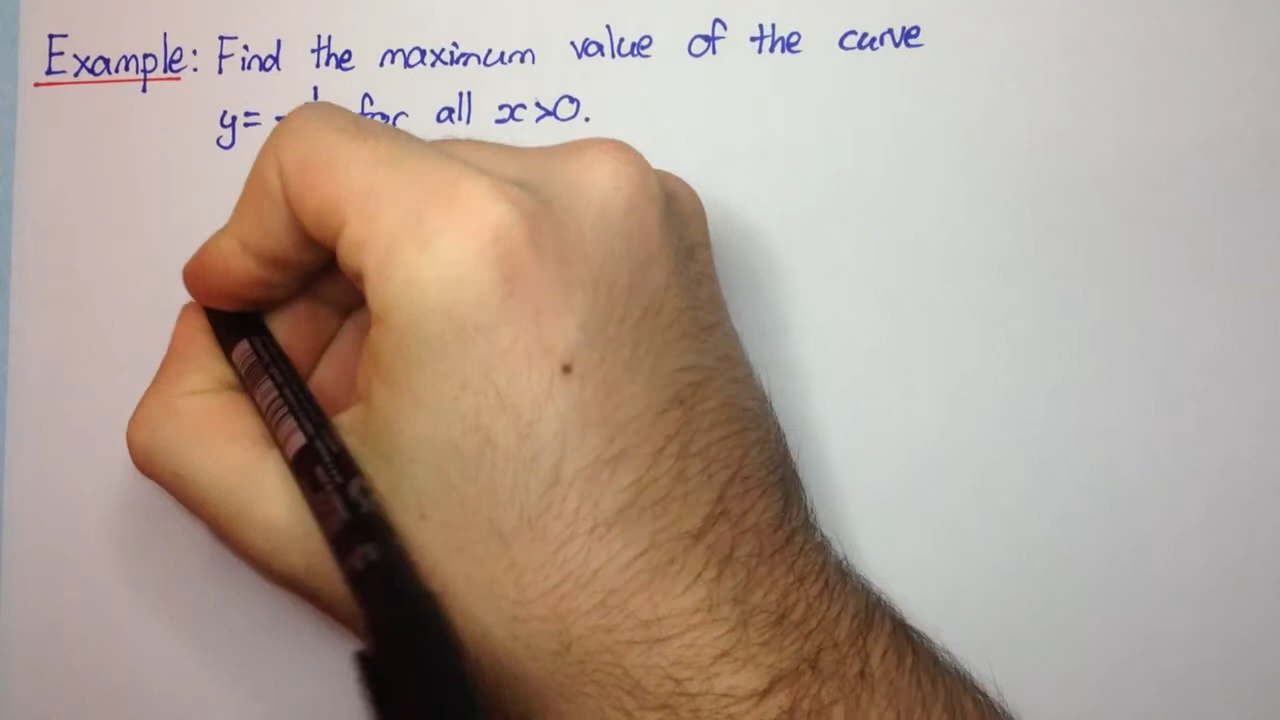 Example: Find the maximum value of the curve
y= for all x>0.